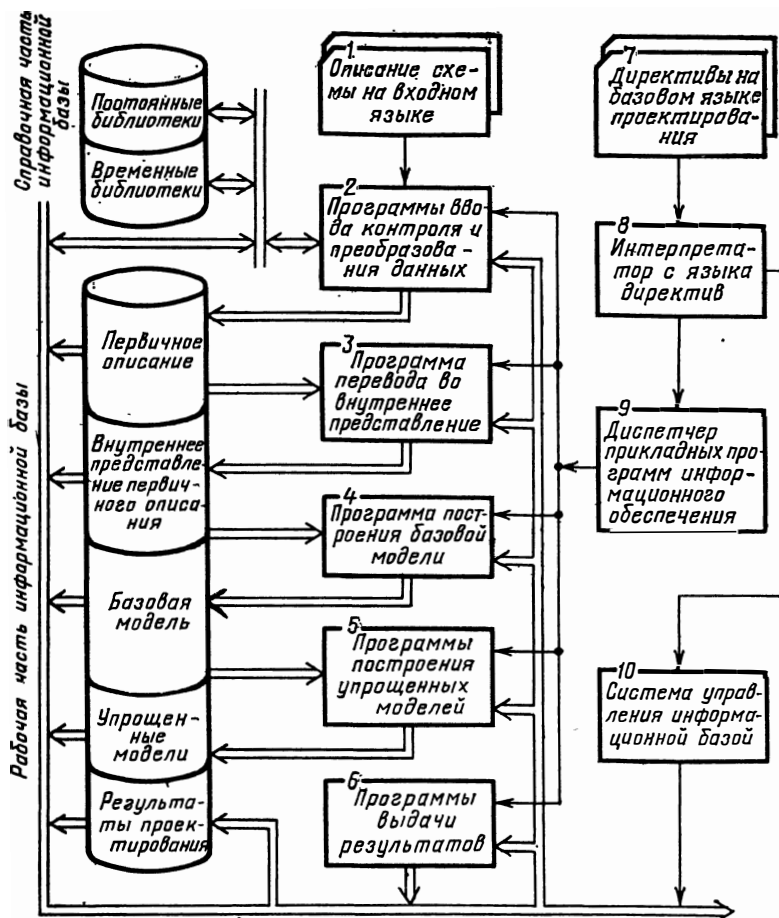 Справочная часть
информационной
базы
Постоянные
библиотеки
Временные
библиотеки
1
Описание схе-
мы на входном
языке
2
Программы вво-
да контроля и
преобразова-
ния данных
7
Директивы на
базовом языке
проектирова-
ния
8
Интерпрета-
тор с языка
директив
Рабочая часть информационной базы
Первичное
описание
3
Программа
перевода во
внутреннее
представление
9
Диспетчер
прикладных про-
грамм инфор-
мационного
обеспечения
Внутреннее
представле-
ние первич-
ного описания
4
Программа пост-
роения базовой
модели
Базовая
модель
5
Программы
построения
упрощенных
моделей
10
Система управ-
ления информа-
ционной базой
Упрощен-
ные
модели
6
Программы
выдачи
результатов
Результа-
ты проек-
тирования